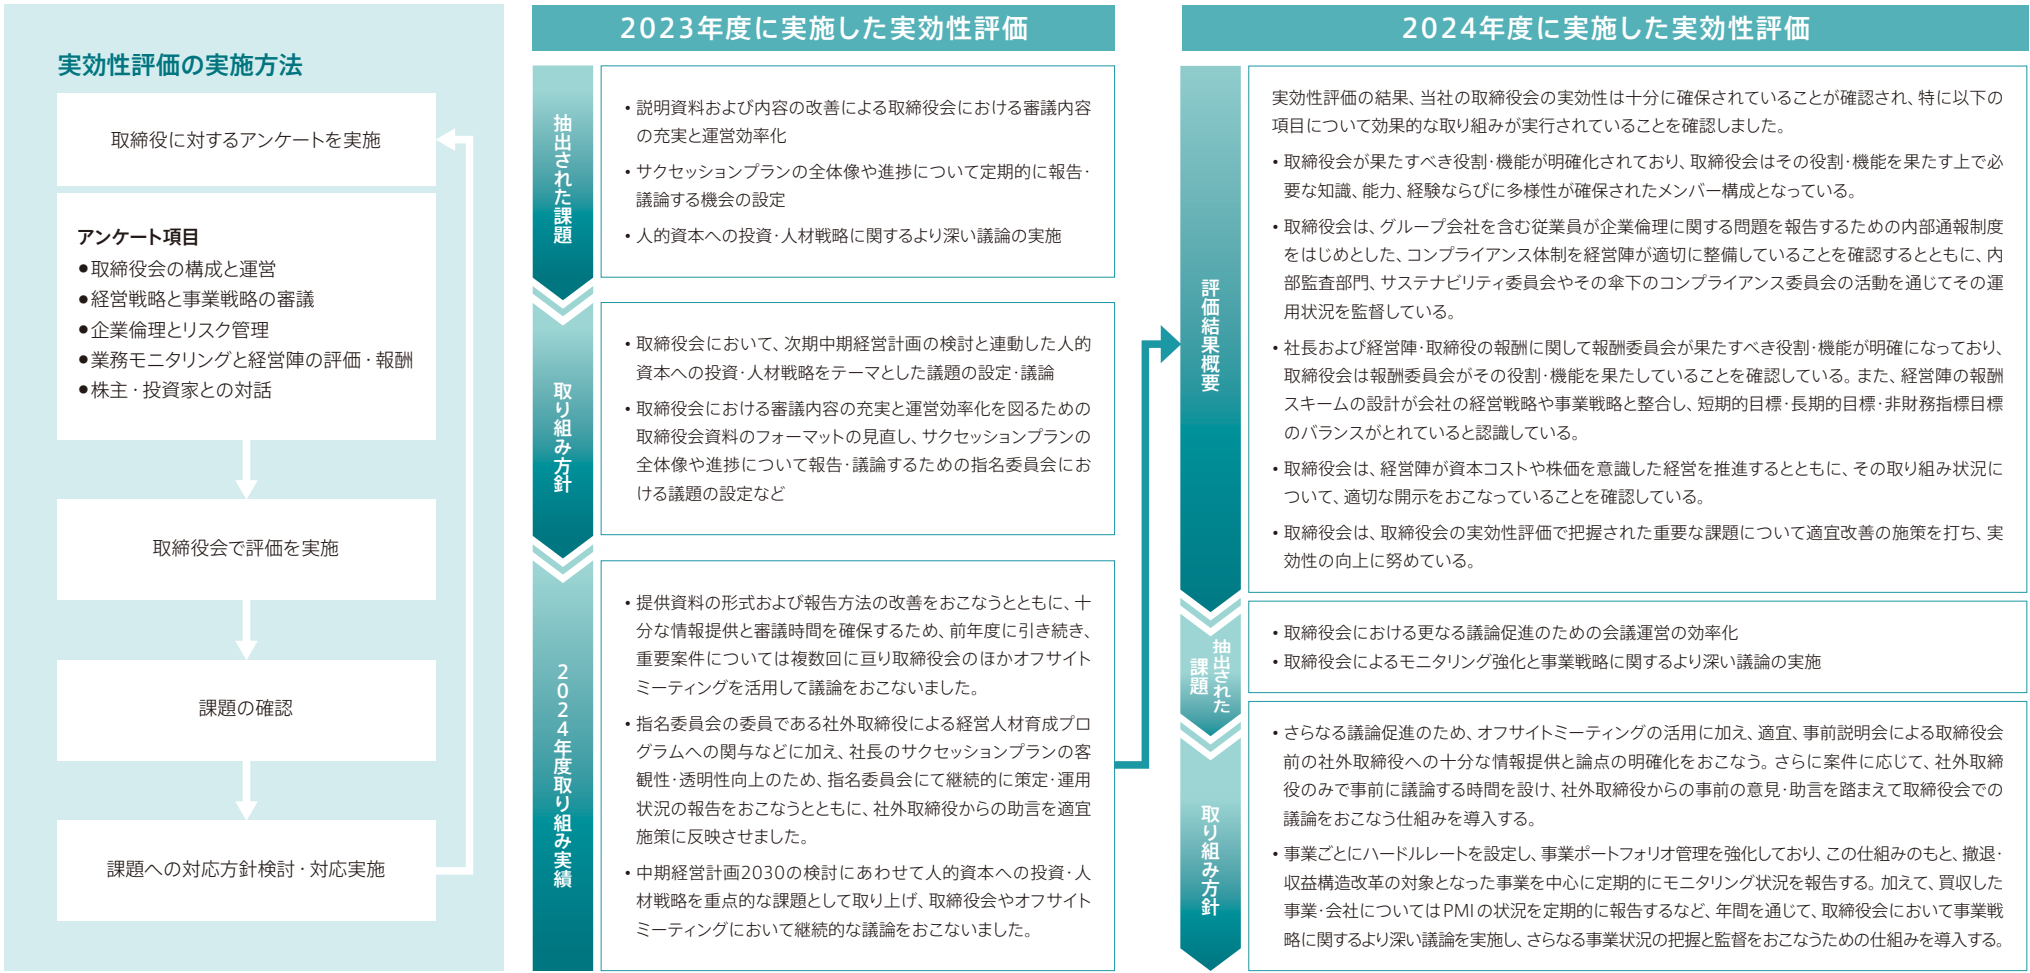 実効性評価の実施方法
取締役に対するアンケートを実施
アンケート項目
●取締役会の構成と運営
●経営戦略と事業戦略の審議
●企業倫理とリスク管理
●業務モニタリングと経営陣の評価・報酬
●株主・投資家との対話
取締役会で評価を実施
課題の確認
課題への対応方針検討・対応実施
2023年度に実施した実効性評価
抽出された課題
• 説明資料および内容の改善による取締役会における審議内容
の充実と運営効率化
• サクセッションプランの全体像や進捗について定期的に報告・
議論する機会の設定
• 人的資本への投資・人材戦略に関するより深い議論の実施
取り組み方針
• 取締役会において、次期中期経営計画の検討と連動した人的
資本への投資・人材戦略をテーマとした議題の設定・議論
• 取締役会における審議内容の充実と運営効率化を図るための
取締役会資料のフォーマットの見直し、サクセッションプランの
全体像や進捗について報告・議論するための指名委員会にお
ける議題の設定など
2024年度取り組み実績
• 提供資料の形式および報告方法の改善をおこなうとともに、十
分な情報提供と審議時間を確保するため、前年度に引き続き、
重要案件については複数回に亘り取締役会のほかオフサイト
ミーティングを活用して議論をおこないました。
• 指名委員会の委員である社外取締役による経営人材育成プロ
グラムへの関与などに加え、社長のサクセッションプランの客
観性・透明性向上のため、指名委員会にて継続的に策定・運用
状況の報告をおこなうとともに、社外取締役からの助言を適宜
施策に反映させました。
• 中期経営計画2030の検討にあわせて人的資本への投資・人
材戦略を重点的な課題として取り上げ、取締役会やオフサイト
ミーティングにおいて継続的な議論をおこないました。
2024年度に実施した実効性評価
評価結果概要
実効性評価の結果、当社の取締役会の実効性は十分に確保されていることが確認され、特に以下の
項目について効果的な取り組みが実行されていることを確認しました。
• 取締役会が果たすべき役割・機能が明確化されており、取締役会はその役割・機能を果たす上で必
要な知識、能力、経験ならびに多様性が確保されたメンバー構成となっている。
• 取締役会は、グループ会社を含む従業員が企業倫理に関する問題を報告するための内部通報制度
をはじめとした、コンプライアンス体制を経営陣が適切に整備していることを確認するとともに、内
部監査部門、サステナビリティ委員会やその傘下のコンプライアンス委員会の活動を通じてその運
用状況を監督している。
• 社長および経営陣・取締役の報酬に関して報酬委員会が果たすべき役割・機能が明確になっており、
取締役会は報酬委員会がその役割・機能を果たしていることを確認している。また、経営陣の報酬
スキームの設計が会社の経営戦略や事業戦略と整合し、短期的目標・長期的目標・非財務指標目標
のバランスがとれていると認識している。
• 取締役会は、経営陣が資本コストや株価を意識した経営を推進するとともに、その取り組み状況に
ついて、適切な開示をおこなっていることを確認している。
• 取締役会は、取締役会の実効性評価で把握された重要な課題について適宜改善の施策を打ち、実
効性の向上に努めている。
抽出された
課題
• 取締役会における更なる議論促進のための会議運営の効率化
• 取締役会によるモニタリング強化と事業戦略に関するより深い議論の実施
取り組み方針
• さらなる議論促進のため、オフサイトミーティングの活用に加え、適宜、事前説明会による取締役会
前の社外取締役への十分な情報提供と論点の明確化をおこなう。さらに案件に応じて、社外取締
役のみで事前に議論する時間を設け、社外取締役からの事前の意見・助言を踏まえて取締役会での
議論をおこなう仕組みを導入する。
• 事業ごとにハードルレートを設定し、事業ポートフォリオ管理を強化しており、この仕組みのもと、撤退・
収益構造改革の対象となった事業を中心に定期的にモニタリング状況を報告する。加えて、買収した
事業・会社についてはPMIの状況を定期的に報告するなど、年間を通じて、取締役会において事業戦
略に関するより深い議論を実施し、さらなる事業状況の把握と監督をおこなうための仕組みを導入する。